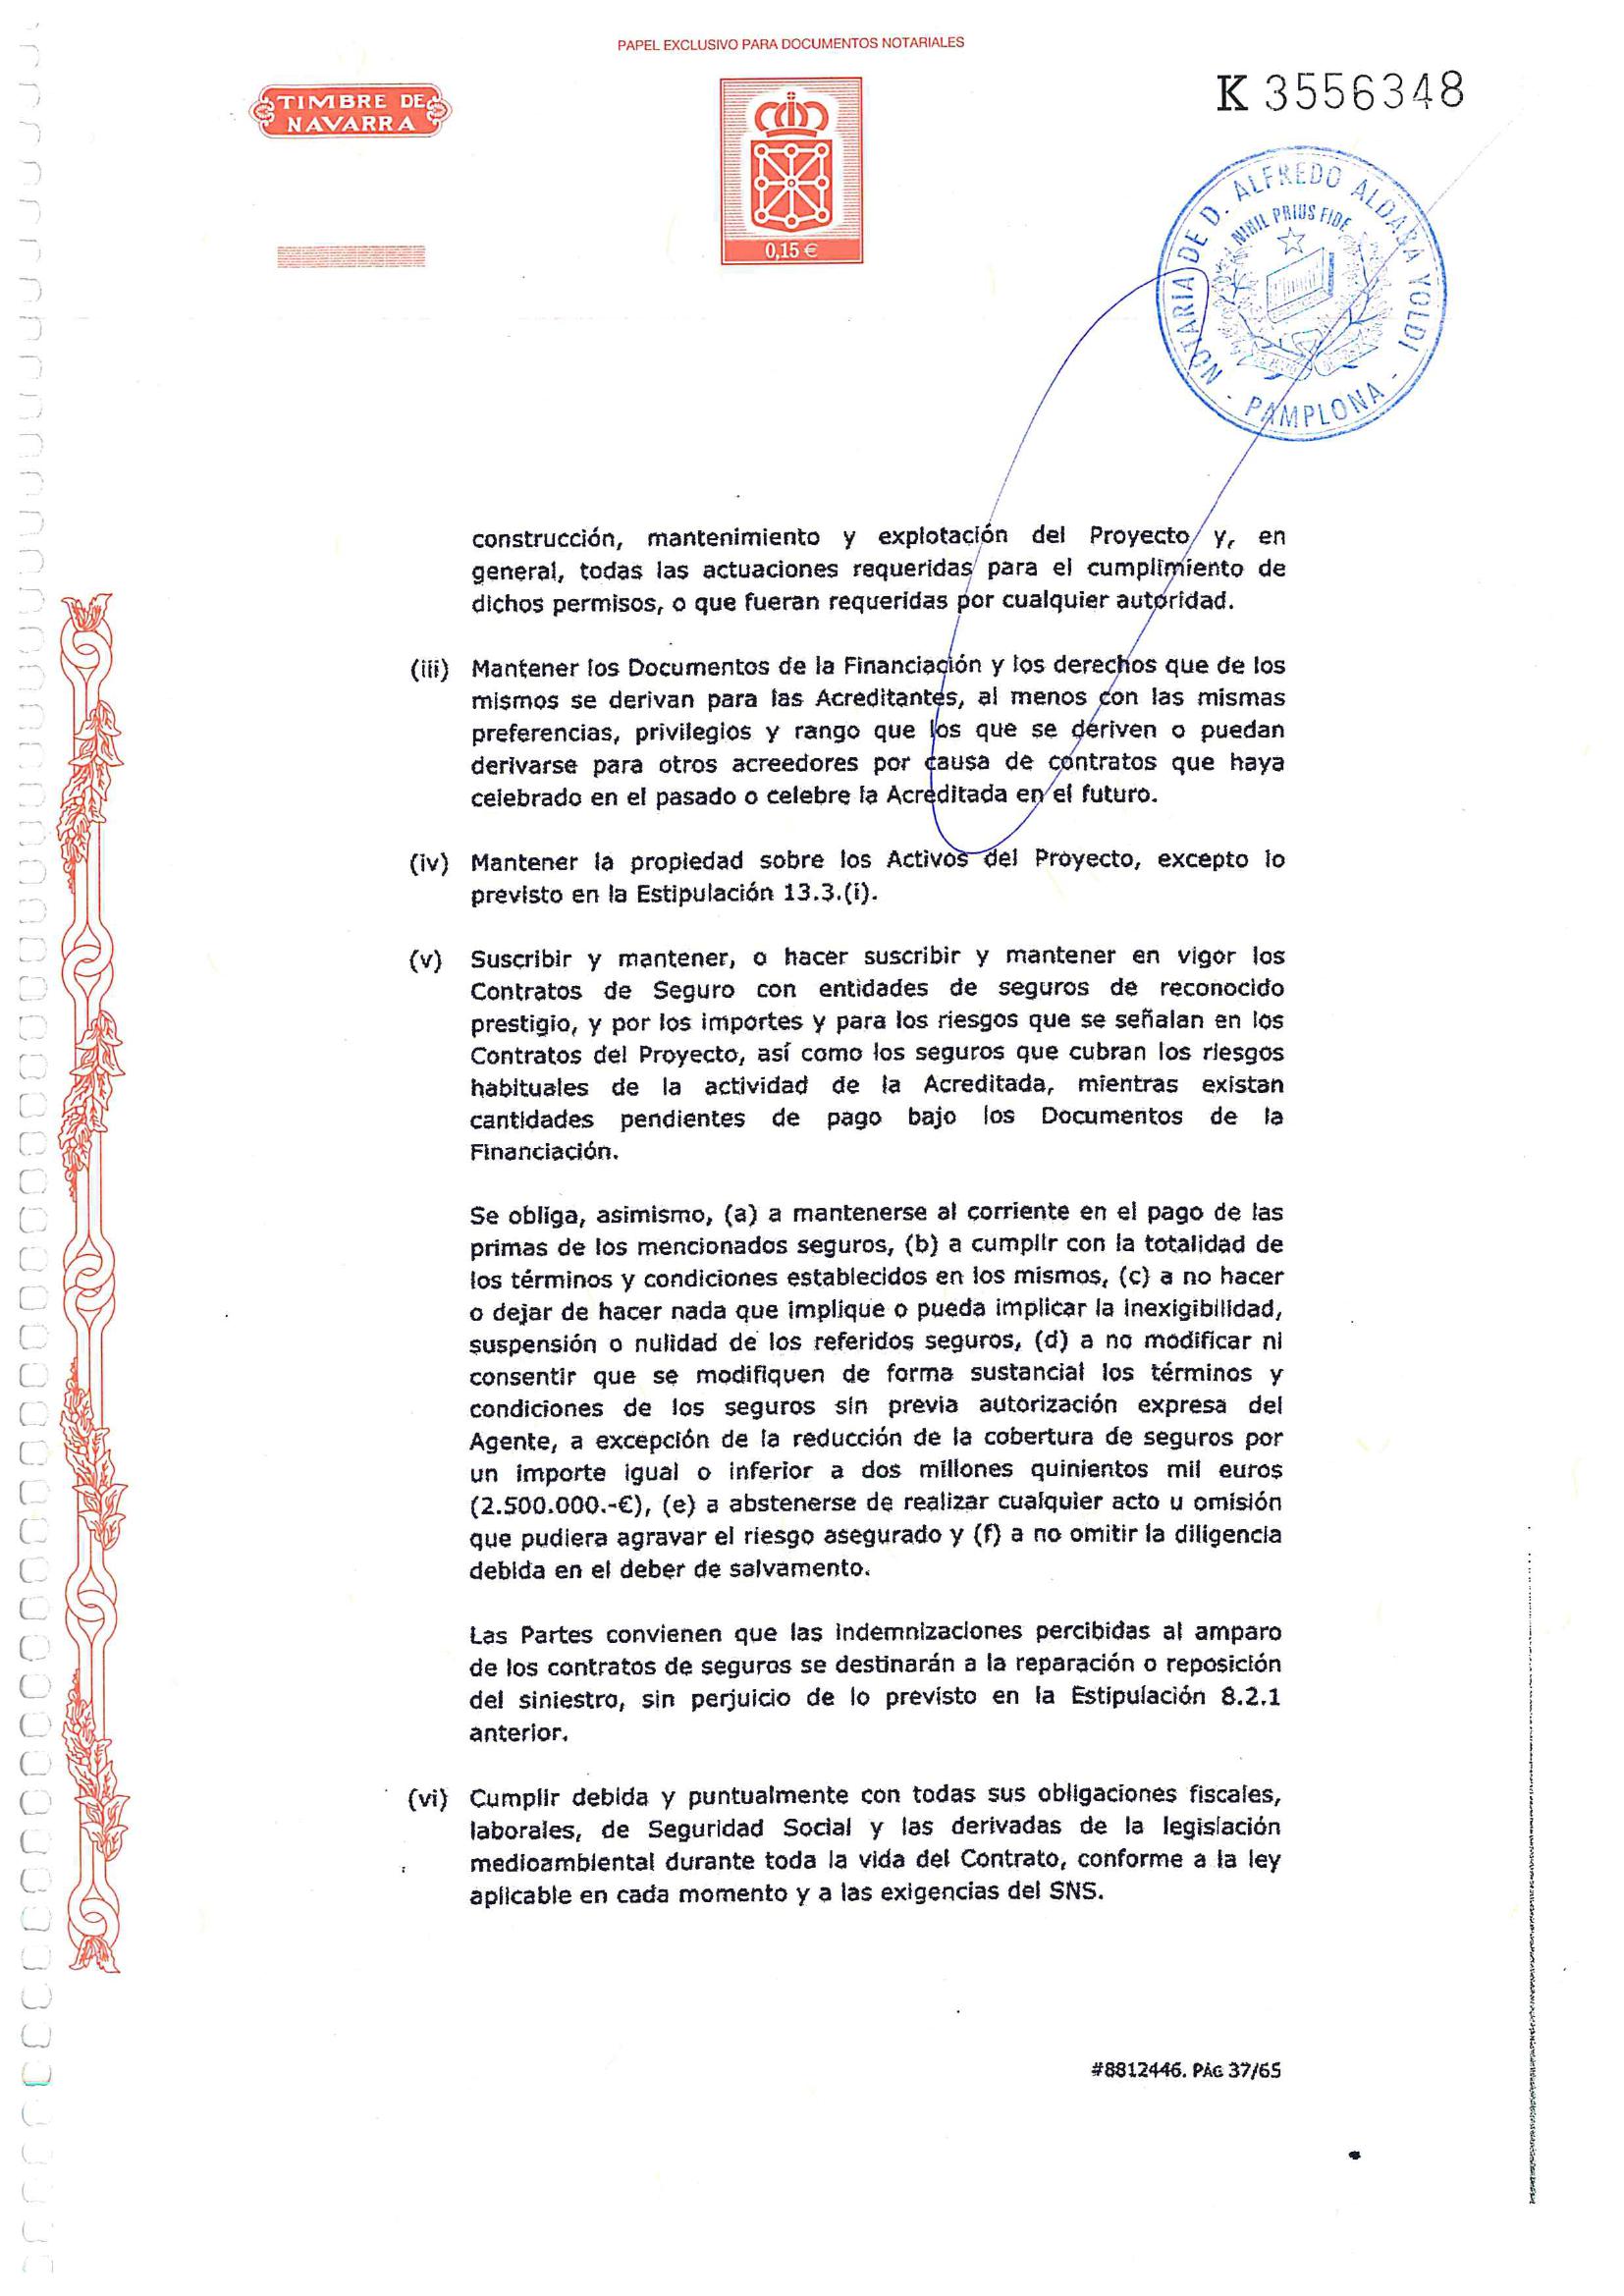 PAPEL EXCLUSIVO PARA DOCUMENTOS NOTARIALES
TIMBRE DE
NAVARRA
0,15 €
K 3556348
NOTARÍA DE D. ALFREDO ALDABA YOLDI
NIHIL PRIUS FIDE
- PAMPLONA -
construcción, mantenimiento y explotación del Proyecto y, en
general, todas las actuaciones requeridas para el cumplimiento de
dichos permisos, o que fueran requeridas por cualquier autoridad.
(iii) Mantener los Documentos de la Financiación y los derechos que de los
mismos se derivan para las Acreditantes, al menos con las mismas
preferencias, privilegios y rango que los que se deriven o puedan
derivarse para otros acreedores por causa de contratos que haya
celebrado en el pasado o celebre la Acreditada en el futuro.
(iv) Mantener la propiedad sobre los Activos del Proyecto, excepto lo
previsto en la Estipulación 13.3.(i).
(v) Suscribir y mantener, o hacer suscribir y mantener en vigor los
Contratos de Seguro con entidades de seguros de reconocido
prestigio, y por los importes y para los riesgos que se señalan en los
Contratos del Proyecto, así como los seguros que cubran los riesgos
habituales de la actividad de la Acreditada, mientras existan
cantidades pendientes de pago bajo los Documentos de la
Financiación.
Se obliga, asimismo, (a) a mantenerse al corriente en el pago de las
primas de los mencionados seguros, (b) a cumplir con la totalidad de
los términos y condiciones establecidos en los mismos, (c) a no hacer
o dejar de hacer nada que implique o pueda implicar la inexigibilidad,
suspensión o nulidad de los referidos seguros, (d) a no modificar ni
consentir que se modifiquen de forma sustancial los términos y
condiciones de los seguros sin previa autorización expresa del
Agente, a excepción de la reducción de la cobertura de seguros por
un importe igual o inferior a dos millones quinientos mil euros
(2.500.000.-€), (e) a abstenerse de realizar cualquier acto u omisión
que pudiera agravar el riesgo asegurado y (f) a no omitir la diligencia
debida en el deber de salvamento.
Las Partes convienen que las indemnizaciones percibidas al amparo
de los contratos de seguros se destinarán a la reparación o reposición
del siniestro, sin perjuicio de lo previsto en la Estipulación 8.2.1
anterior.
(vi) Cumplir debida y puntualmente con todas sus obligaciones fiscales,
laborales, de Seguridad Social y las derivadas de la legislación
medioambiental durante toda la vida del Contrato, conforme a la ley
aplicable en cada momento y a las exigencias del SNS.
#8812446. PÁG 37/65